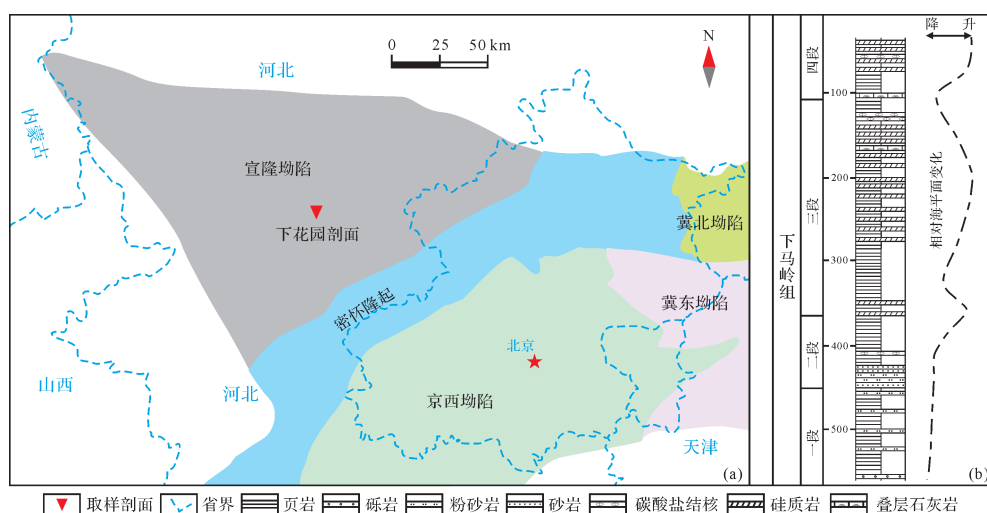 0 25 50 km
N
河北
内蒙古
宣隆坳陷
下花园剖面
冀北坳陷
密怀隆起
冀东坳陷
北京
山西
河北
京西坳陷
天津
(a)
下马岭组
四段
三段
二段
一段
100
200
300
400
500
降 升
相对海平面变化
(b)
取样剖面 省界 页岩 砾岩 粉砂岩 砂岩 碳酸盐结核 硅质岩 叠层石灰岩